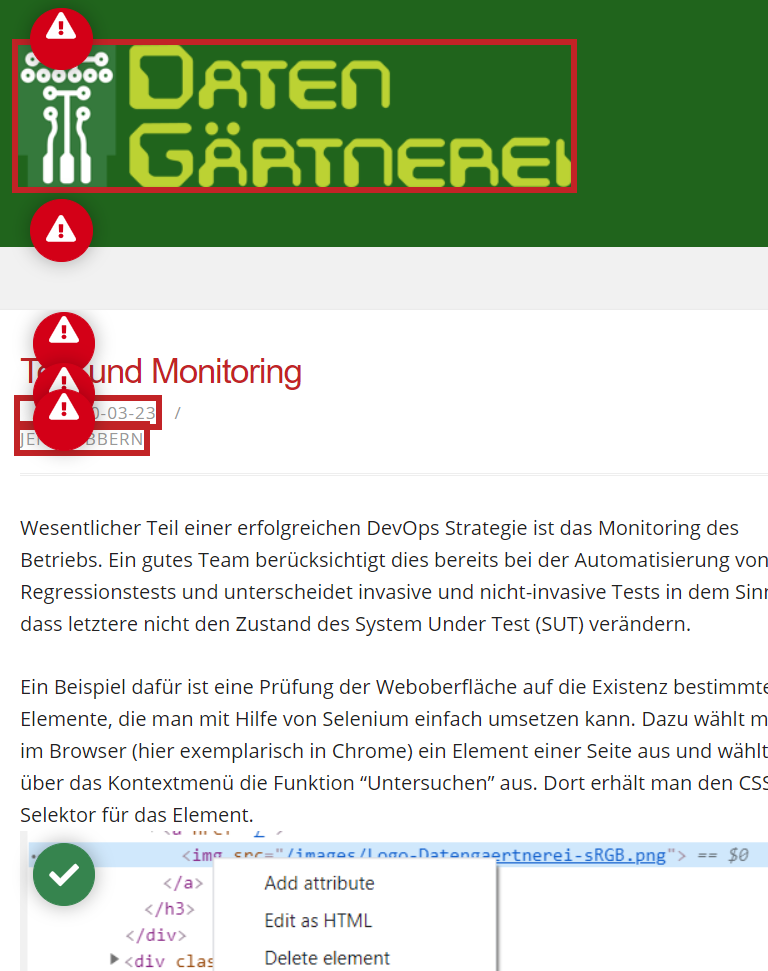 DATEN
GÄRTNEREI
und Monitoring
0-03-23 /
BBERN
Wesentlicher Teil einer erfolgreichen DevOps Strategie ist das Monitoring des
Betriebs. Ein gutes Team berücksichtigt dies bereits bei der Automatisierung von
Regressionstests und unterscheidet invasive und nicht-invasive Tests in dem
dass letztere nicht den Zustand des System Under Test (SUT) verändern.
Ein Beispiel dafür ist eine Prüfung der Weboberfläche auf die Existenz bestimmte
Elemente, die man mit Hilfe von Selenium einfach umsetzen kann. Dazu wählt m
im Browser (hier exemplarisch in Chrome) ein Element einer Seite aus und wählt
über das Kontextmenü die Funktion “Untersuchen” aus. Dort erhält man den CSS
Selektor für das Element.
<img src="/images/Logo-Datengaertnerei-sRGB.png"> == $0
</a> Add attribute
</h3> Edit as HTML
</div>
<div clas Delete element